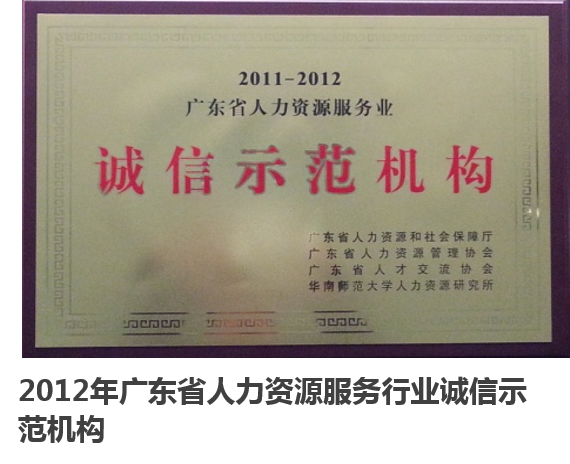 2011-2012
广东省人力资源服务业
诚信示范机构
广东省人力资源和社会保障厅
广东省人力资源管理协会
广东省人才交流协会
华南师范大学人力资源研究所
2012年广东省人力资源服务行业诚信示
范机构